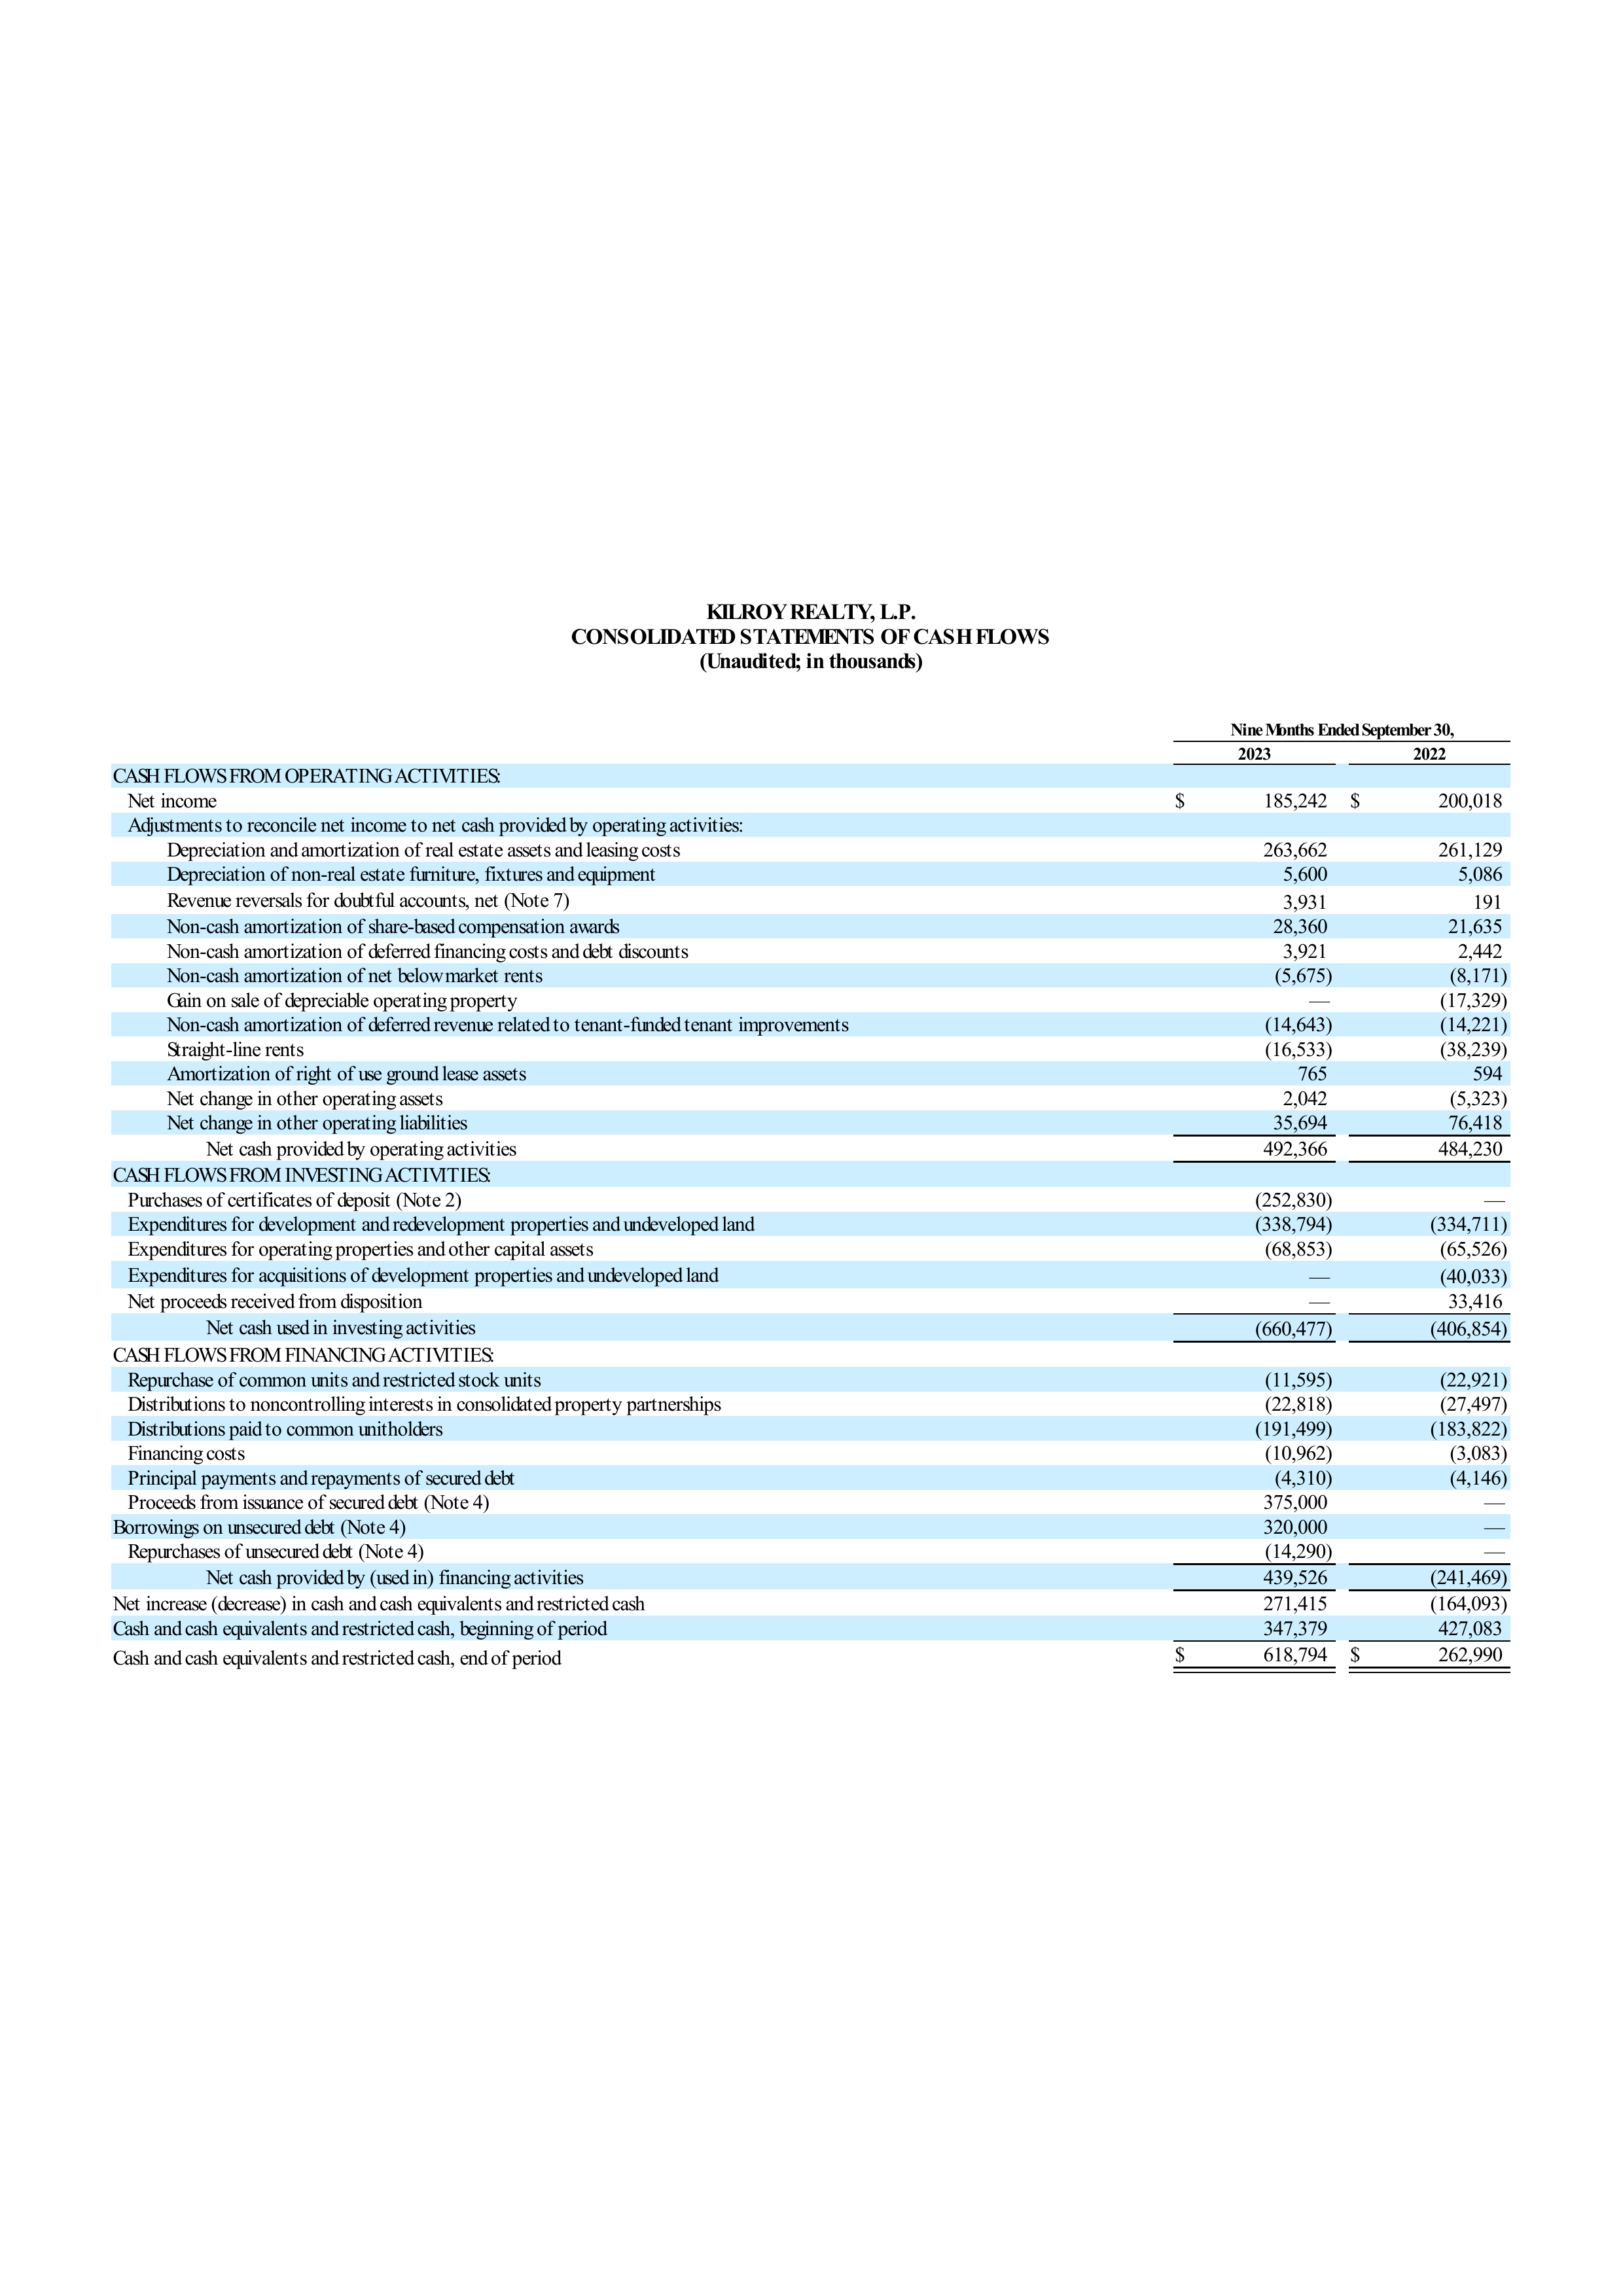 KILROY REALTY, L.P.
CONSOLIDATED STATEMENTS OF CASH FLOWS
(Unaudited; in thousands)
Nine Months Ended September 30,
2023 2022
CASH FLOWS FROM OPERATING ACTIVITIES:
Net income $ 185,242 $ 200,018
Adjustments to reconcile net income to net cash provided by operating activities:
Depreciation and amortization of real estate assets and leasing costs 263,662 261,129
Depreciation of non-real estate furniture, fixtures and equipment 5,600 5,086
Revenue reversals for doubtful accounts, net (Note 7) 3,931 191
Non-cash amortization of share-based compensation awards 28,360 21,635
Non-cash amortization of deferred financing costs and debt discounts 3,921 2,442
Non-cash amortization of net below market rents (5,675) (8,171)
Gain on sale of depreciable operating property — (17,329)
Non-cash amortization of deferred revenue related to tenant-funded tenant improvements (14,643) (14,221)
Straight-line rents (16,533) (38,239)
Amortization of right of use ground lease assets 765 594
Net change in other operating assets 2,042 (5,323)
Net change in other operating liabilities 35,694 76,418
Net cash provided by operating activities 492,366 484,230
CASH FLOWS FROM INVESTING ACTIVITIES:
Purchases of certificates of deposit (Note 2) (252,830) —
Expenditures for development and redevelopment properties and undeveloped land (338,794) (334,711)
Expenditures for operating properties and other capital assets (68,853) (65,526)
Expenditures for acquisitions of development properties and undeveloped land — (40,033)
Net proceeds received from disposition — 33,416
Net cash used in investing activities (660,477) (406,854)
CASH FLOWS FROM FINANCING ACTIVITIES:
Repurchase of common units and restricted stock units (11,595) (22,921)
Distributions to noncontrolling interests in consolidated property partnerships (22,818) (27,497)
Distributions paid to common unitholders (191,499) (183,822)
Financing costs (10,962) (3,083)
Principal payments and repayments of secured debt (4,310) (4,146)
Proceeds from issuance of secured debt (Note 4) 375,000 —
Borrowings on unsecured debt (Note 4) 320,000 —
Repurchases of unsecured debt (Note 4) (14,290) —
Net cash provided by (used in) financing activities 439,526 (241,469)
Net increase (decrease) in cash and cash equivalents and restricted cash 271,415 (164,093)
Cash and cash equivalents and restricted cash, beginning of period 347,379 427,083
Cash and cash equivalents and restricted cash, end of period $ 618,794 $ 262,990